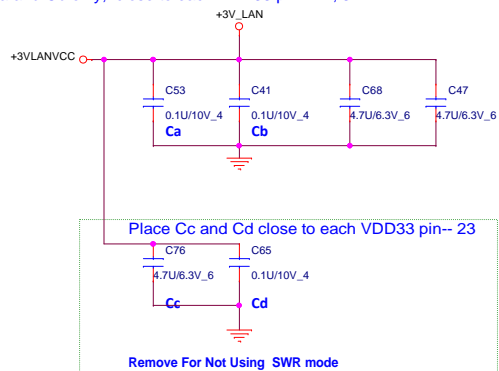 +3V_LAN
+3VLANVCC
C53
C41
C68
C47
0.1U/10V_4
0.1U/10V_4
4.7U/6.3V_6
4.7U/6.3V_6
Ca
Cb
Place Cc and Cd close to each VDD33 pin-- 23
C76
C65
4.7U/6.3V_6
0.1U/10V_4
Cc
Cd
Remove For Not Using SWR mode